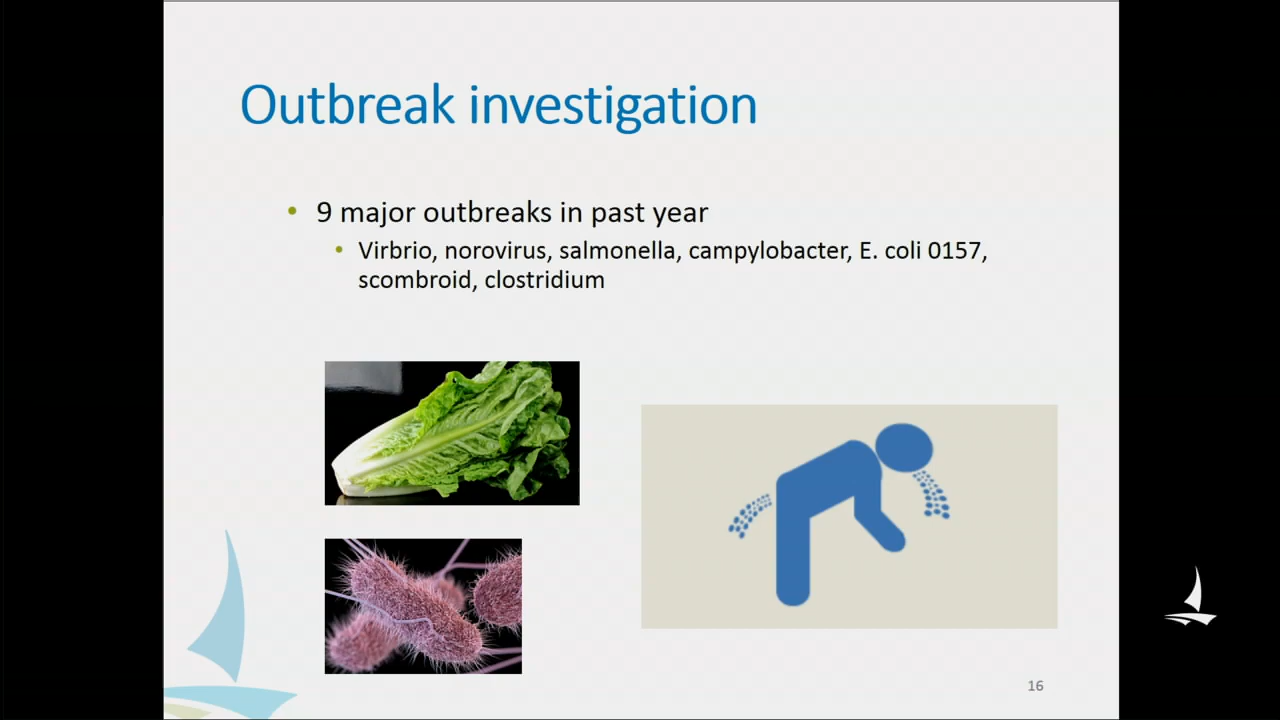 Outbreak investigation
• 9 major outbreaks in past year
• Virbrio, norovirus, salmonella, campylobacter, E. coli 0157,
scombroid, clostridium
16